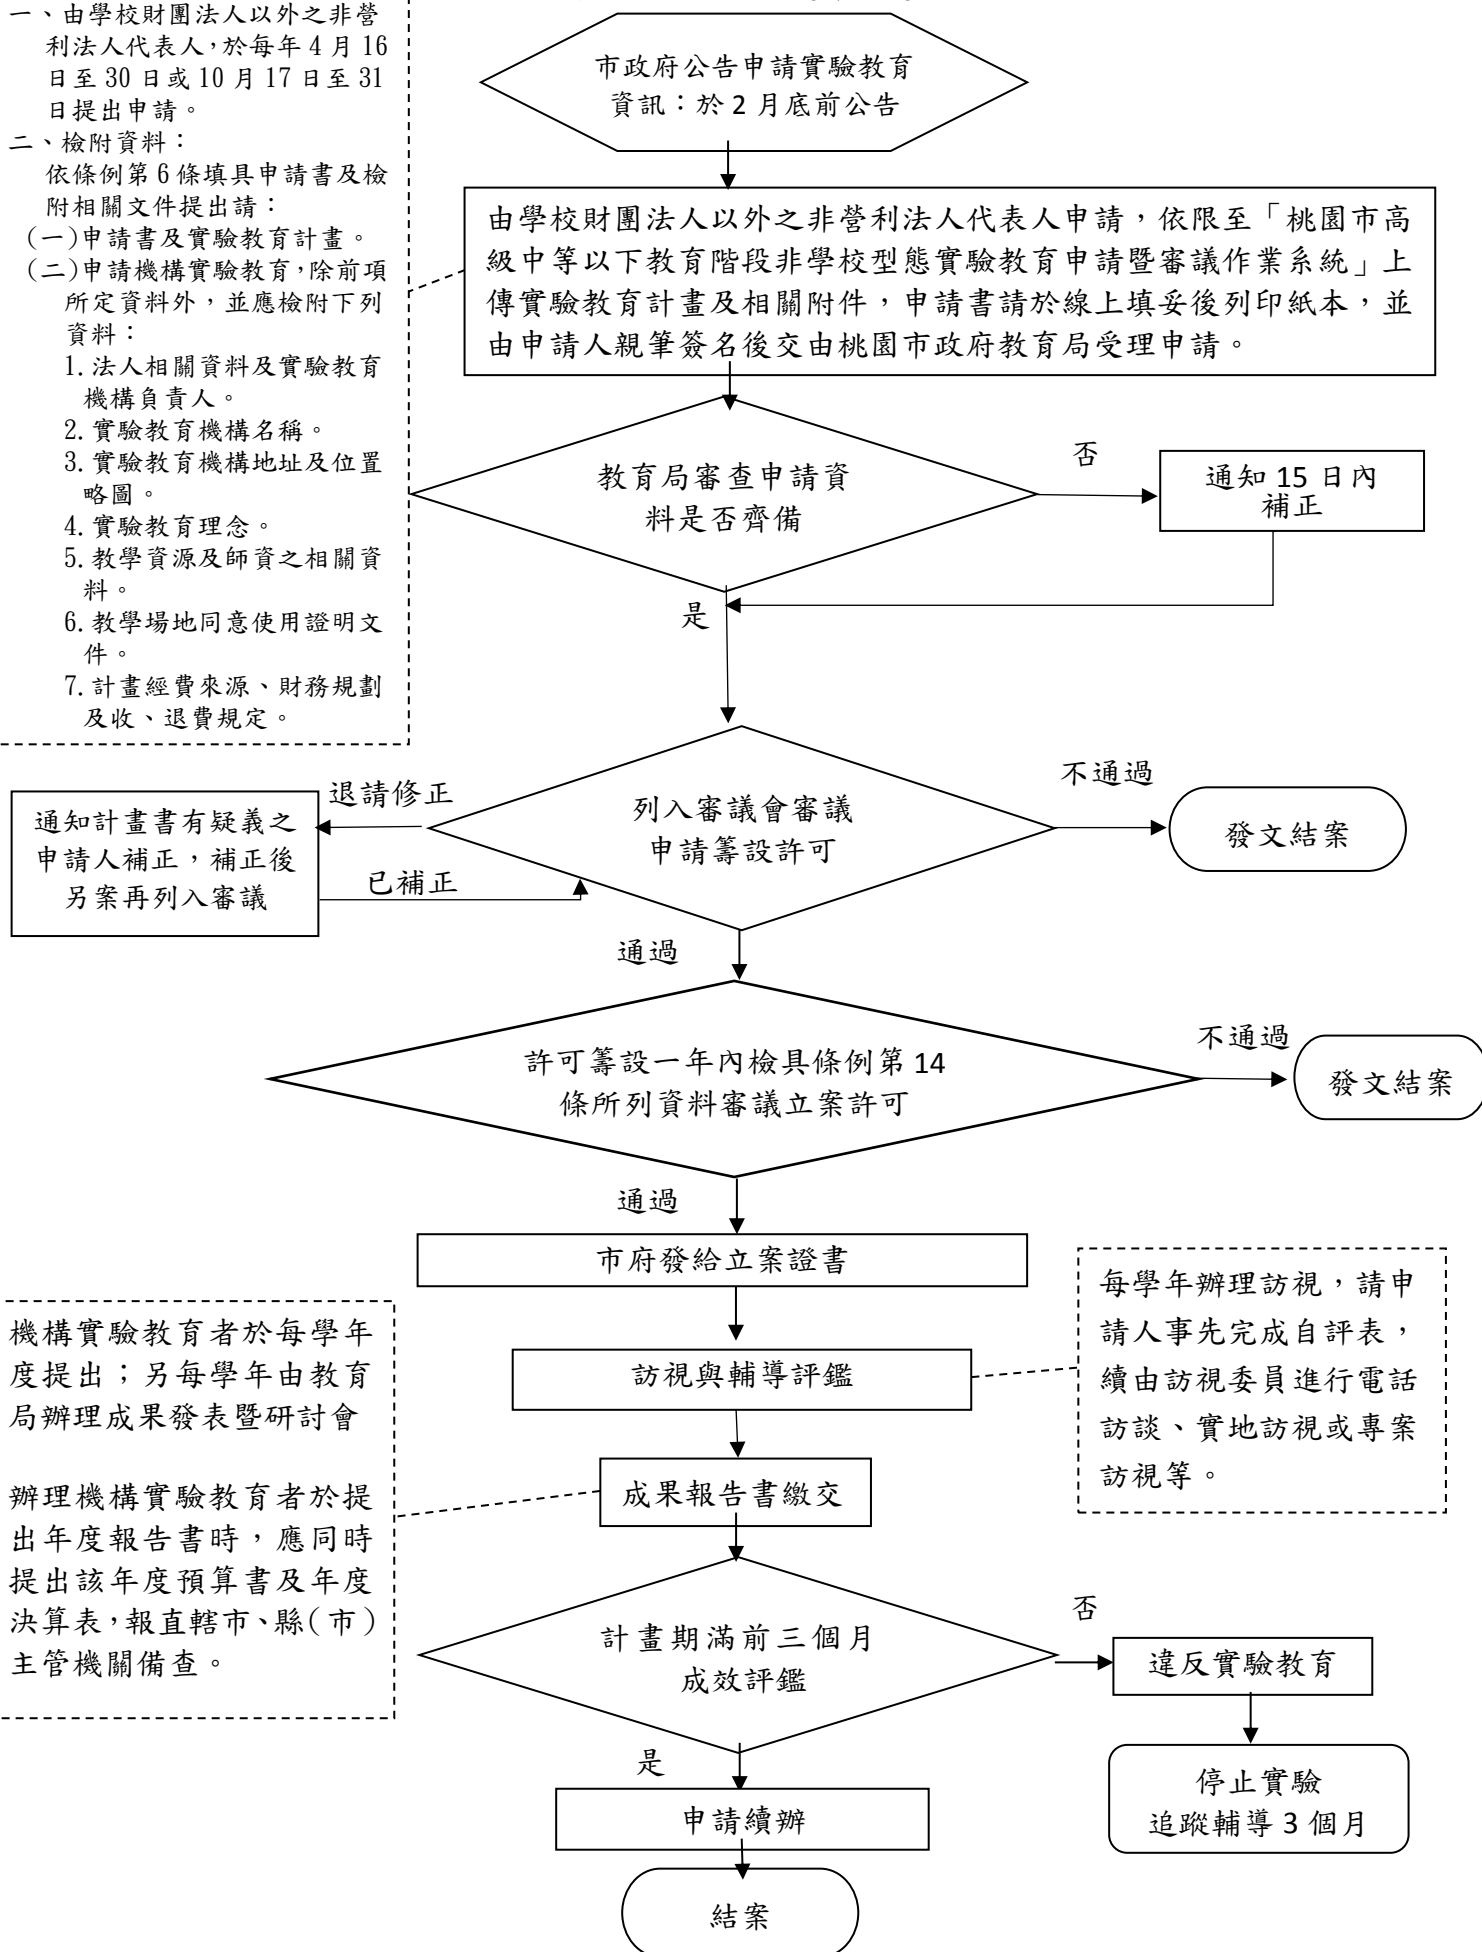 一、由學校財團法人以外之非營
利法人代表人,於每年 4 月 16
日至 30 日或 10 月 17 日至 31
日提出申請。
二、檢附資料：
依條例第 6 條填具申請書及檢
附相關文件提出請：
(一)申請書及實驗教育計畫。
(二)申請機構實驗教育,除前項
所定資料外，並應檢附下列
資料：
1.法人相關資料及實驗教育
機構負責人。
2.實驗教育機構名稱。
3.實驗教育機構地址及位置
略圖。
4.實驗教育理念。
5.教學資源及師資之相關資
料。
6.教學場地同意使用證明文
件。
7.計畫經費來源、財務規劃
及收、退費規定。
市政府公告申請實驗教育
資訊：於 2 月底前公告
由學校財團法人以外之非營利法人代表人申請，依限至「桃園市高
級中等以下教育階段非學校型態實驗教育申請暨審議作業系統」上
傳實驗教育計畫及相關附件，申請書請於線上填妥後列印紙本，並
由申請人親筆簽名後交由桃園市政府教育局受理申請。
教育局審查申請資
料是否齊備
否
通知 15 日內
補正
是
列入審議會審議
申請籌設許可
退請修正
通知計畫書有疑義之
申請人補正，補正後
另案再列入審議
已補正
不通過
發文結案
通過
許可籌設一年內檢具條例第 14
條所列資料審議立案許可
不通過
發文結案
通過
市府發給立案證書
訪視與輔導評鑑
每學年辦理訪視，請申
請人事先完成自評表，
續由訪視委員進行電話
訪談、實地訪視或專案
訪視等。
機構實驗教育者於每學年
度提出；另每學年由教育
局辦理成果發表暨研討會
辦理機構實驗教育者於提
出年度報告書時，應同時
提出該年度預算書及年度
決算表,報直轄市、縣(市)
主管機關備查。
成果報告書繳交
計畫期滿前三個月
成效評鑑
否
違反實驗教育
停止實驗
追蹤輔導 3 個月
是
申請續辦
結案